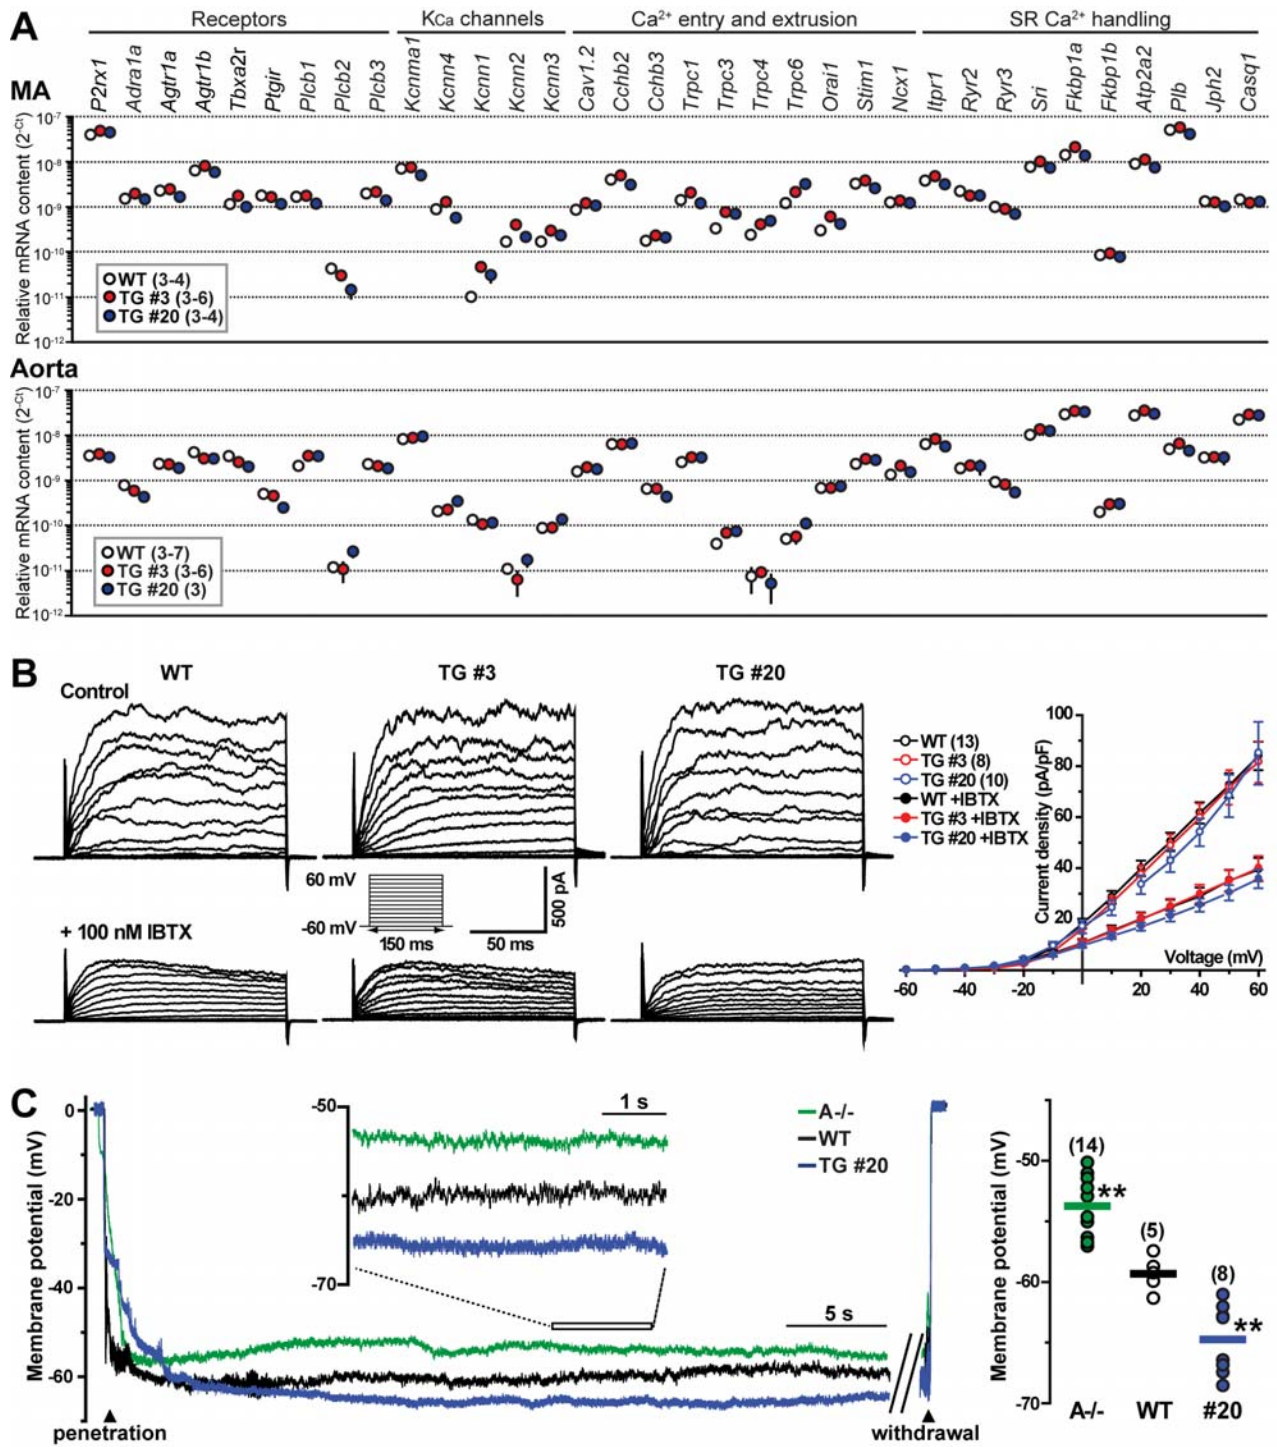 A
Receptors
KCa channels
Ca2+ entry and extrusion
SR Ca2+ handling
P2rx1
Adra1a
Agtr1a
Agtr1b
Tbxa2r
Ptgir
Plcb1
Plcb2
Plcb3
Kcnma1
Kcnn4
Kcnn1
Kcnn2
Kcnn3
Cav1.2
Cchb2
Cchb3
Trpc1
Trpc3
Trpc4
Trpc6
Orai1
Stim1
Ncx1
Itpr1
Ryr2
Ryr3
Sri
Fkbp1a
Fkbp1b
Atp2a2
Plb
Jph2
Casq1
MA
Relative mRNA content (2-Ct)
10-7
10-8
10-9
10-10
10-11
10-12
WT (3-4)
TG #3 (3-6)
TG #20 (3-4)
Aorta
Relative mRNA content (2-Ct)
10-7
10-8
10-9
10-10
10-11
10-12
WT (3-7)
TG #3 (3-6)
TG #20 (3)
B
WT
TG #3
TG #20
Control
60 mV
-60 mV
150 ms
50 ms
500 pA
+ 100 nM IBTX
WT (13)
TG #3 (8)
TG #20 (10)
WT +IBTX
TG #3 +IBTX
TG #20 +IBTX
Current density (pA/pF)
100
80
60
40
20
Voltage (mV)
-60
-40
-20
20
40
60
C
Membrane potential (mV)
0
-20
-40
-60
-50
-70
1 s
A-/-
WT
TG #20
5 s
penetration
withdrawal
Membrane potential (mV)
-50
-60
-70
(14)
**
(5)
(8)
**
A-/-
WT
#20